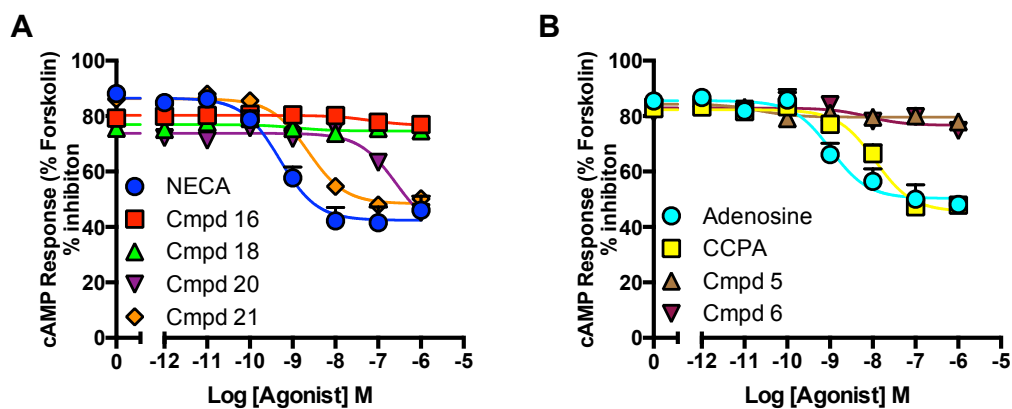 A
cAMP Response (% Forskolin)
% inhibiton
100
80
60
40
20
0
NECA
Cmpd 16
Cmpd 18
Cmpd 20
Cmpd 21
0 -12 -11 -10 -9 -8 -7 -6 -5
Log [Agonist] M
B
cAMP Response (% Forskolin)
% inhibiton
100
80
60
40
20
0
Adenosine
CCPA
Cmpd 5
Cmpd 6
0 -12 -11 -10 -9 -8 -7 -6 -5
Log [Agonist] M